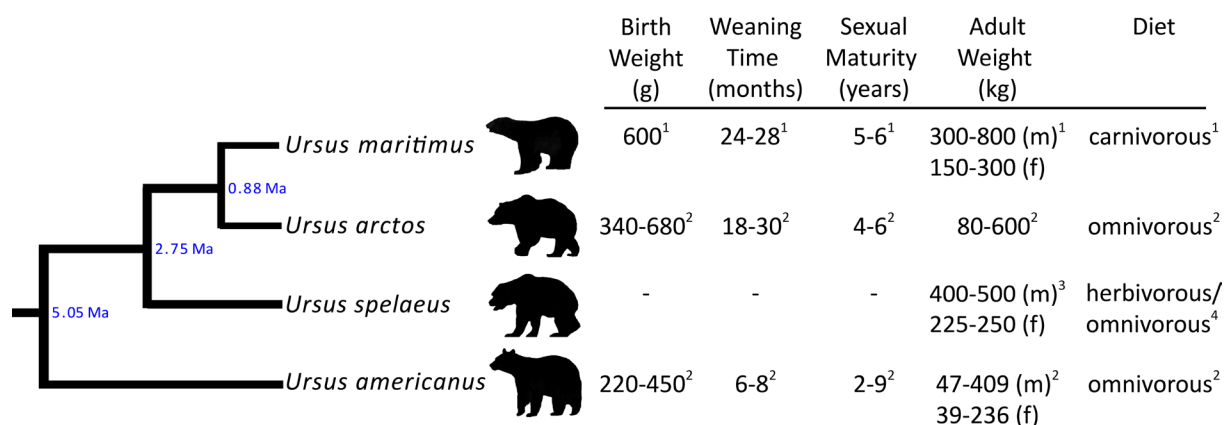 Birth Weight (g) Weaning Time (months) Sexual Maturity (years) Adult Weight (kg) Diet
Ursus maritimus 600¹ 24-28¹ 5-6¹ 300-800 (m)¹ carnivorous¹
150-300 (f)
0.88 Ma
Ursus arctos 340-680² 18-30² 4-6² 80-600² omnivorous²
2.75 Ma
Ursus spelaeus - - - 400-500 (m)³ herbivorous/
225-250 (f) omnivorous⁴
5.05 Ma
Ursus americanus 220-450² 6-8² 2-9² 47-409 (m)² omnivorous²
39-236 (f)